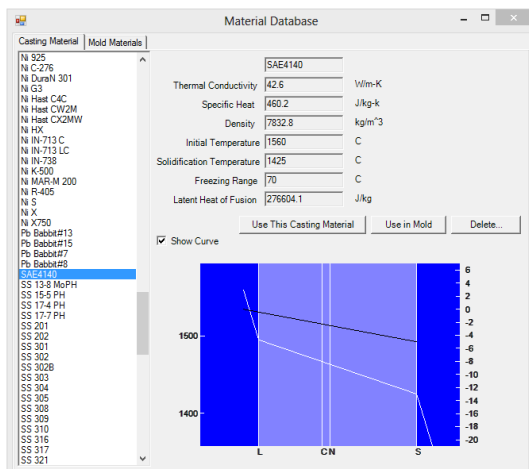 Material Database
Casting Material
Mold Materials
Ni 925
Ni C-276
Ni DuraN 301
Ni G3
Ni Hast C4C
Ni Hast CW2M
Ni Hast CX2MW
Ni HX
Ni IN-713 C
Ni IN-713 LC
Ni IN-738
Ni K-500
Ni MAR-M 200
Ni R-405
Ni S
Ni X
Ni X750
Pb Babbit#13
Pb Babbit#15
Pb Babbit#7
Pb Babbit#8
SAE4140
SS 13-8 MoPH
SS 15-5 PH
SS 17-4 PH
SS 17-7 PH
SS 201
SS 202
SS 301
SS 302
SS 302B
SS 303
SS 304
SS 305
SS 308
SS 309
SS 310
SS 316
SS 317
SS 321
SAE4140
Thermal Conductivity 42.6 W/m-K
Specific Heat 460.2 J/kg-k
Density 7832.8 kg/m^3
Initial Temperature 1560 C
Solidification Temperature 1425 C
Freezing Range 70 C
Latent Heat of Fusion 276604.1 J/kg
Use This Casting Material Use in Mold Delete...
Show Curve
1500
1400
6
4
2
0
-2
-4
-6
-8
-10
-12
-14
-16
-18
-20
L CN S